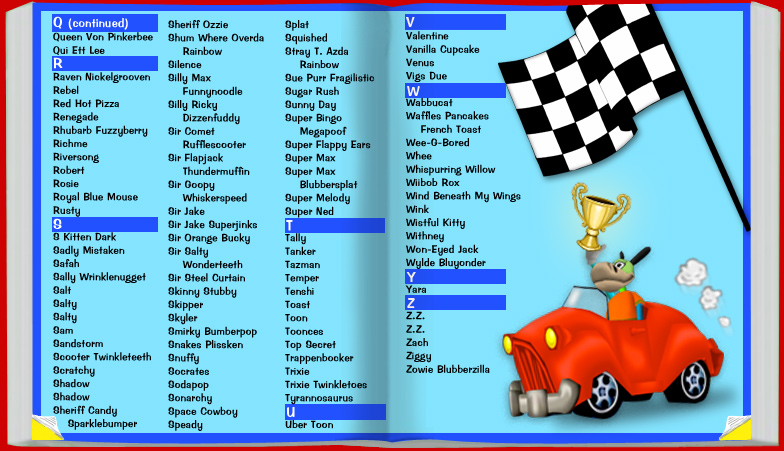 Q (continued)
Queen Von Pinkerbee
Qui Ett Lee
R
Raven Nickelgrooven
Rebel
Red Hot Pizza
Renegade
Rhubarb Fuzzyberry
Richme
Riversong
Robert
Rosie
Royal Blue Mouse
Rusty
S
S Kitten Dark
Sadly Mistaken
Safah
Sally Wrinklenugget
Salt
Salty
Salty
Sam
Sandstorm
Scooter Twinkleteeth
Scratchy
Shadow
Shadow
Sheriff Candy
Sparklebumper
Sheriff Ozzie
Shum Where Overda
Rainbow
Silence
Silly Max
Funnynoodle
Silly Ricky
Dizzenfuddy
Sir Comet
Rufflescooter
Sir Flapjack
Thundermuffin
Sir Goopy
Whiskerspeed
Sir Jake
Sir Jake Superjinks
Sir Orange Bucky
Sir Salty
Wonderteeth
Sir Steel Curtain
Skinny Stubby
Skipper
Skyler
Smirky Bumberpop
Snakes Plissken
Snuffy
Socrates
Sodapop
Sonarchy
Space Cowboy
Speady
Splat
Squished
Stray T. Azda
Rainbow
Sue Purr Fragilistic
Sugar Rush
Sunny Day
Super Bingo
Megapoof
Super Flappy Ears
Super Max
Super Max
Blubbersplat
Super Melody
Super Ned
T
Tally
Tanker
Tazman
Temper
Tenshi
Toast
Toon
Toonces
Top Secret
Trappenbocker
Trixie
Trixie Twinkletoes
Tyrannosaurus
U
Uber Toon
V
Valentine
Vanilla Cupcake
Venus
Vigs Due
W
Wabbucat
Waffles Pancakes
French Toast
Wee-G-Bored
Whee
Whispurring Willow
Wiibob Rox
Wind Beneath My Wings
Wink
Wistful Kitty
Withney
Won-Eyed Jack
Wylde Bluyonder
Y
Yara
Z
Z.Z.
Z.Z.
Zach
Ziggy
Zowie Blubberzilla